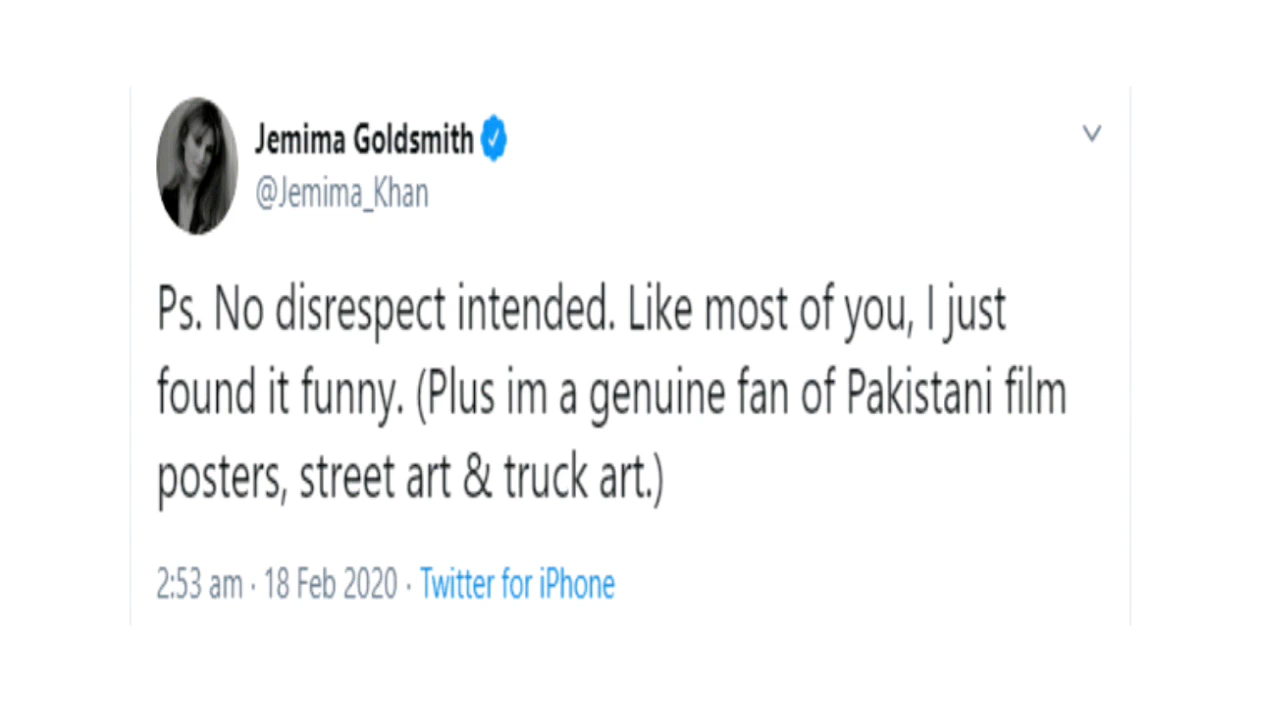 Jemima Goldsmith
@Jemima_Khan
Ps. No disrespect intended. Like most of you, I just
found it funny. (Plus im a genuine fan of Pakistani film
posters, street art & truck art.)
2:53 am · 18 Feb 2020 · Twitter for iPhone